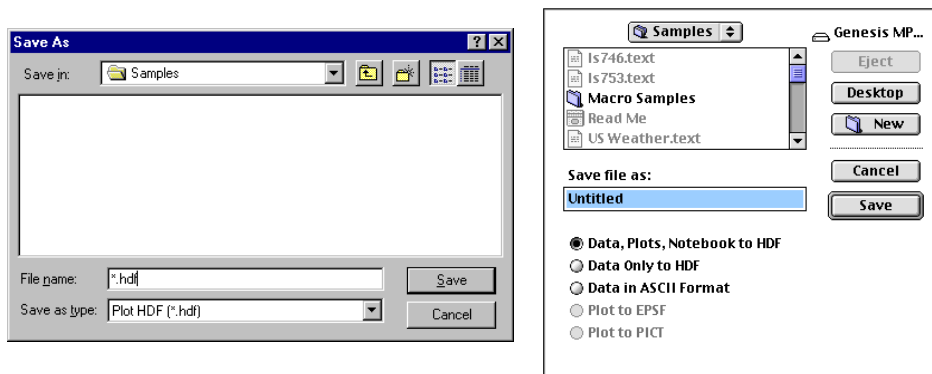 Save As
Save in:
Samples
File name:
*.hdf
Save
Save as type:
Plot HDF (*.hdf)
Cancel
Samples
Genesis MP...
ls746.text
ls753.text
Macro Samples
Read Me
US Weather.text
Eject
Desktop
New
Save file as:
Untitled
Cancel
Save
Data, Plots, Notebook to HDF
Data Only to HDF
Data in ASCII Format
Plot to EPSF
Plot to PICT